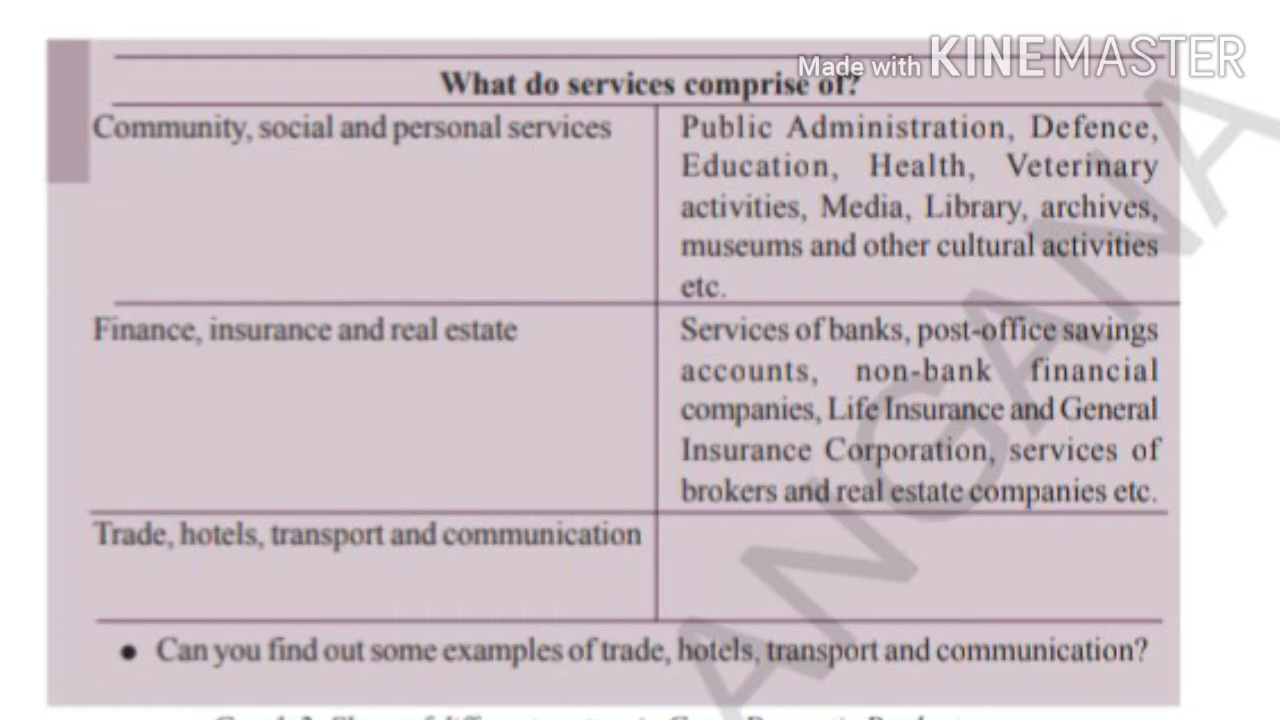 Made with KINEMASTER
What do services comprise of?
Community, social and personal services
Public Administration, Defence,
Education, Health, Veterinary
activities, Media, Library, archives,
museums and other cultural activities
etc.
Finance, insurance and real estate
Services of banks, post-office savings
accounts, non-bank financial
companies, Life Insurance and General
Insurance Corporation, services of
brokers and real estate companies etc.
Trade, hotels, transport and communication
• Can you find out some examples of trade, hotels, transport and communication?
ANGANA